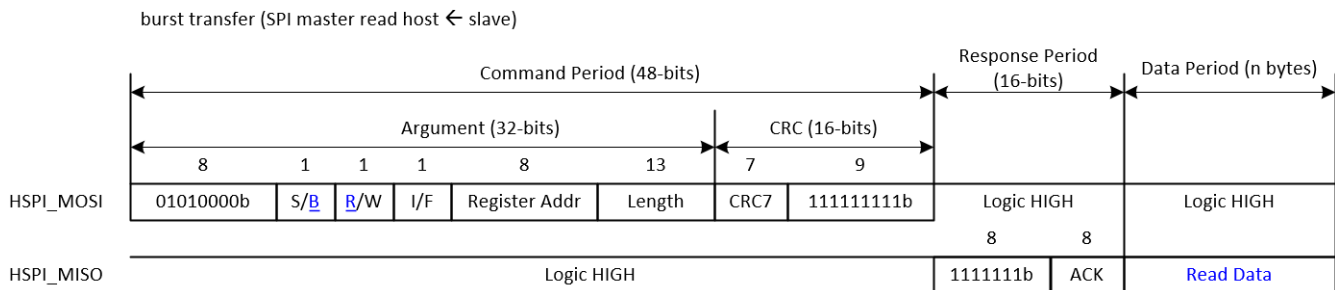 burst transfer (SPI master read host ← slave)
Command Period (48-bits)
Response Period
(16-bits)
Data Period (n bytes)
Argument (32-bits)
CRC (16-bits)
8 1 1 1 8 13 7 9
HSPI_MOSI 01010000b S/B R/W I/F Register Addr Length CRC7 111111111b Logic HIGH Logic HIGH
8 8
HSPI_MISO Logic HIGH 1111111b ACK Read Data